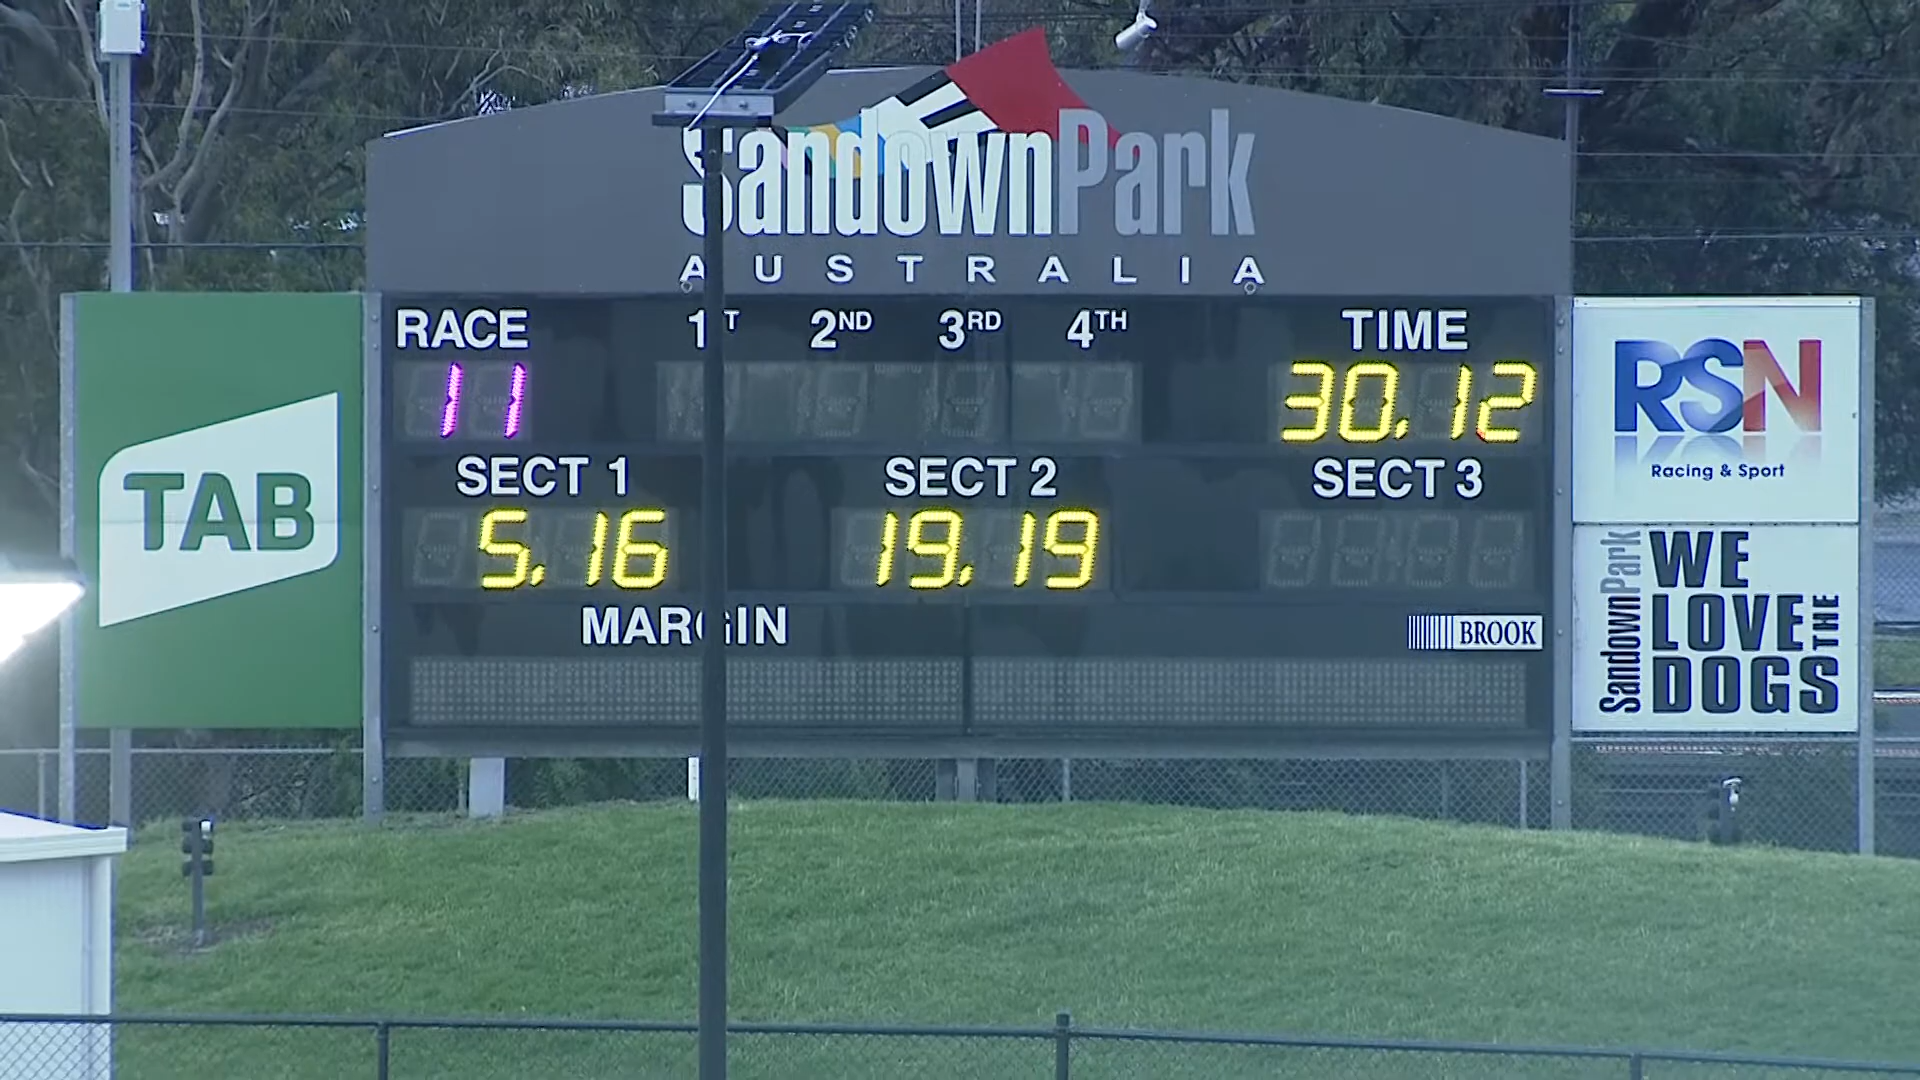 SandownPark
AUSTRALIA
RACE 1ST 2ND 3RD 4TH TIME
11 30.12
SECT 1 SECT 2 SECT 3
5.16 19.19
MARGIN
BROOK
TAB
RSN
Racing & Sport
SandownPark
WE
LOVE THE
DOGS